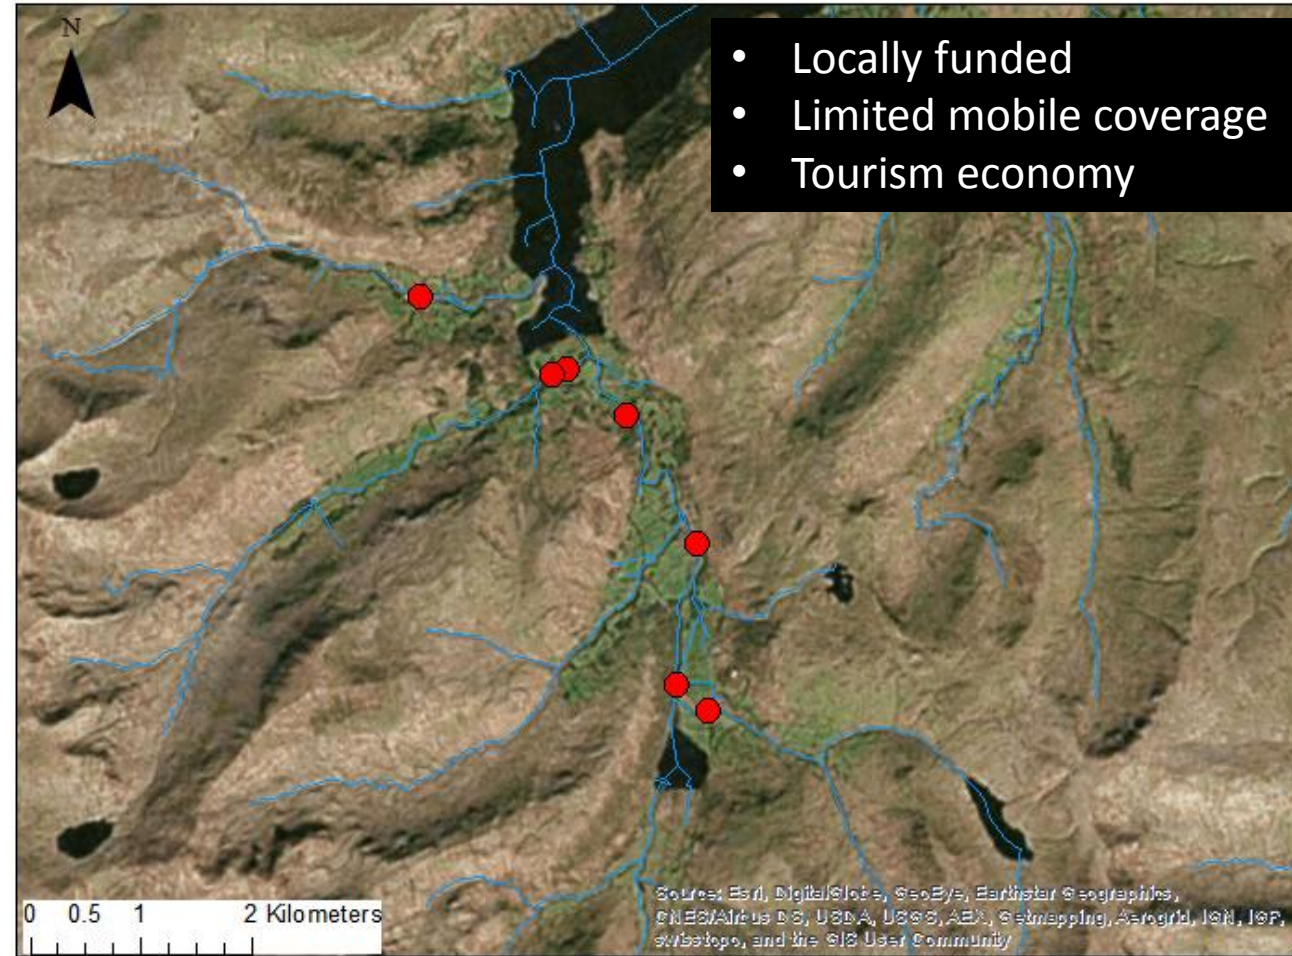 N
• Locally funded
• Limited mobile coverage
• Tourism economy
0 0.5 1 2 Kilometers
Source: Esri, DigitalGlobe, GeoEye, Earthstar Geographics,
CNES/Airbus DS, USDA, USGS, AEX, Getmapping, Aerogrid, IGN, IGP,
swisstopo, and the GIS User Community